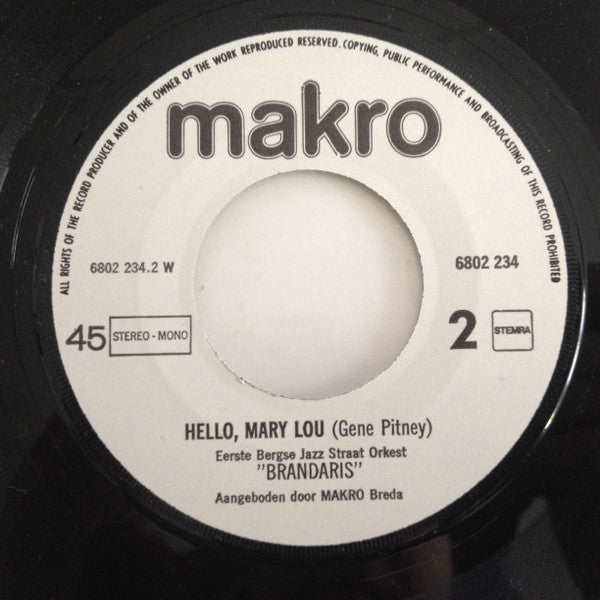 ALL RIGHTS OF THE RECORD PRODUCER AND OF THE OWNER OF THE WORK REPRODUCED RESERVED. COPYING, PUBLIC PERFORMANCE AND BROADCASTING OF THIS RECORD PROHIBITED
makro
6802 234.2 W
6802 234
45 STEREO - MONO
2 STEMRA
HELLO, MARY LOU (Gene Pitney)
Eerste Bergse Jazz Straat Orkest
"BRANDARIS"
Aangeboden door MAKRO Breda